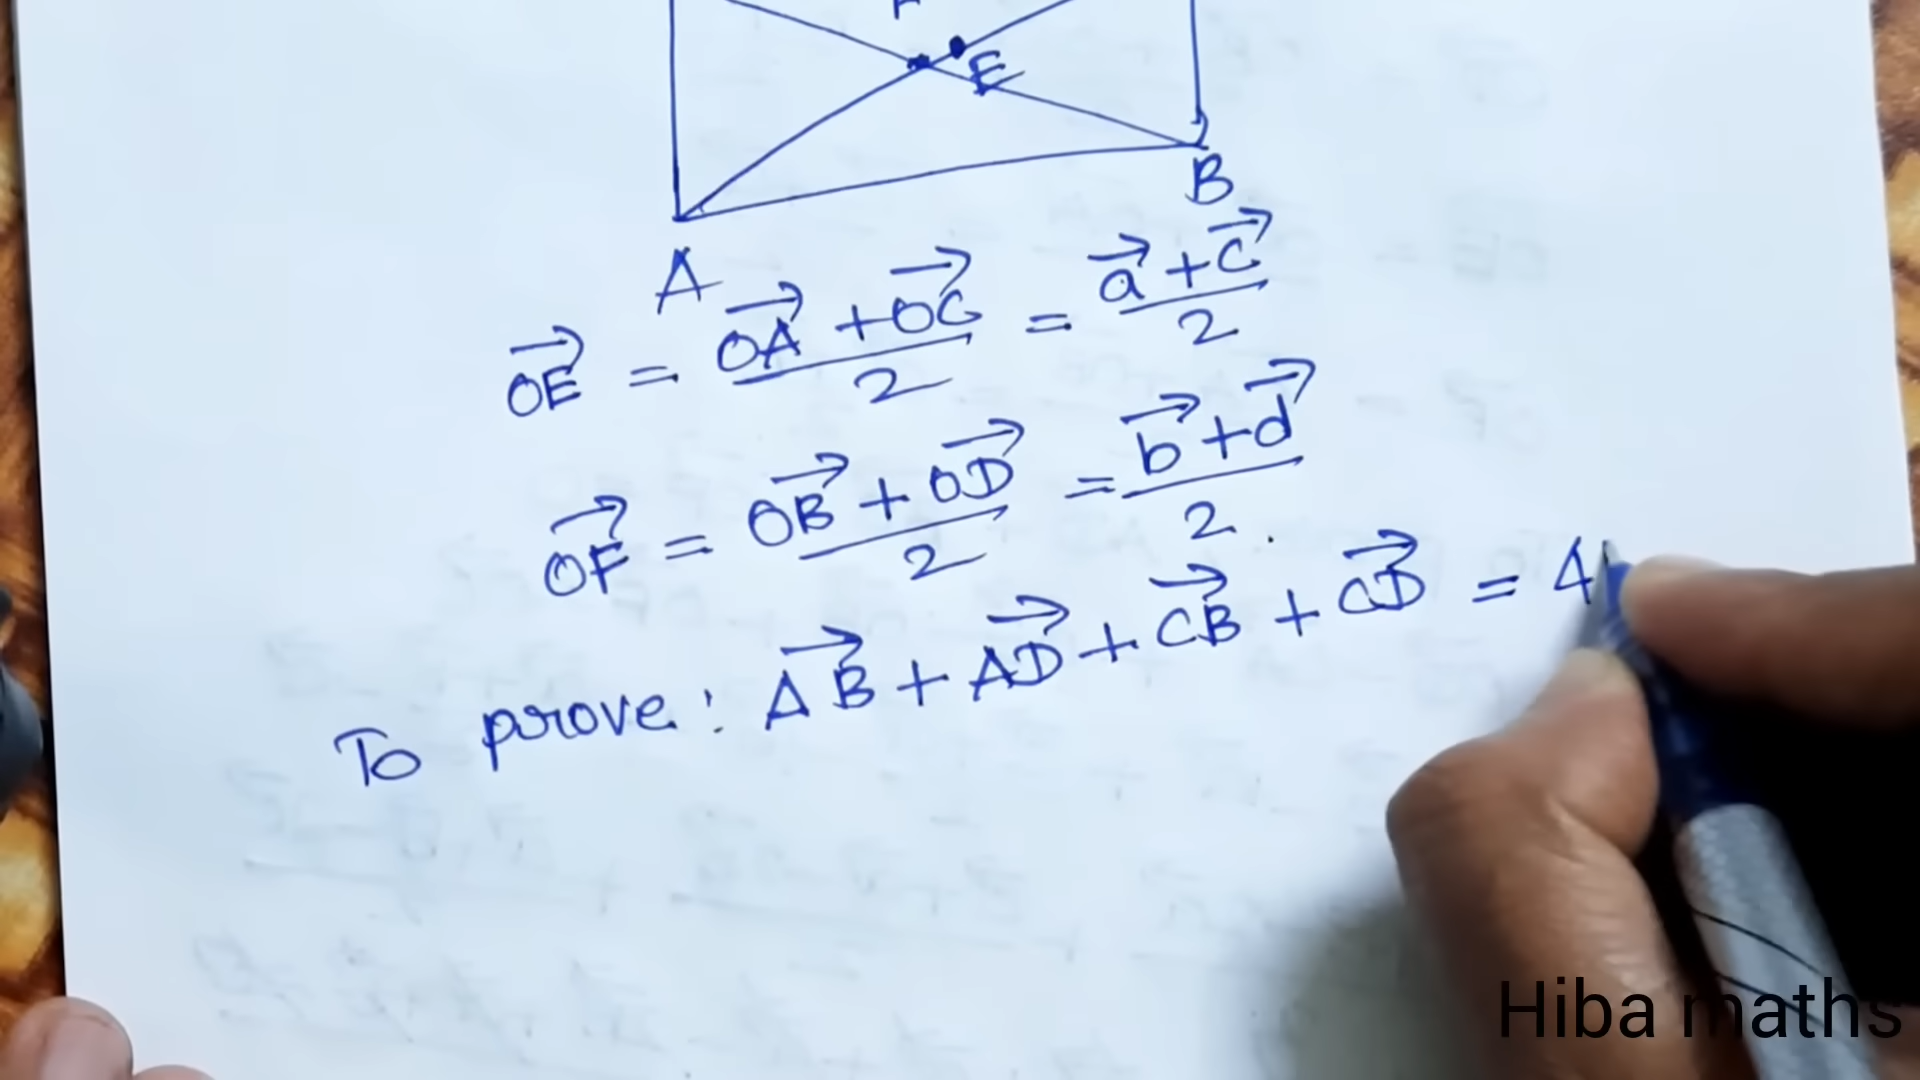 E
B
A
→OE = (→OA + →OC)/2 = (→a + →c)/2
→OF = (→OB + →OD)/2 = (→b + →d)/2 .
To prove : →AB + →AD + →CB + →CD = 4
Hiba maths